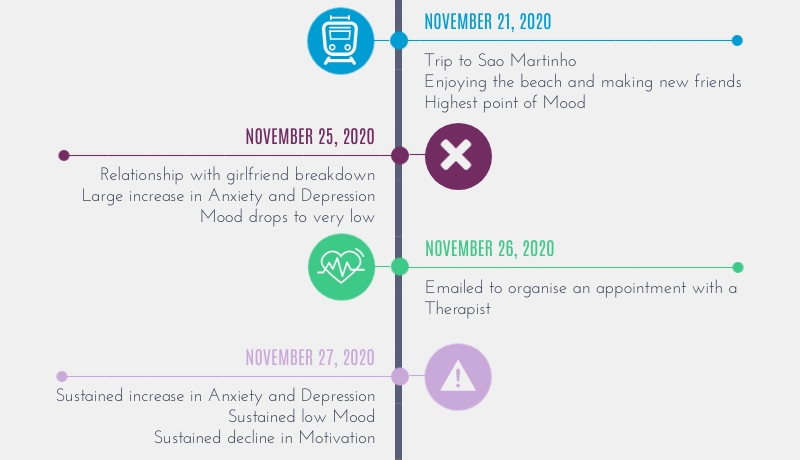 NOVEMBER 21, 2020
Trip to Sao Martinho
Enjoying the beach and making new friends
Highest point of Mood
NOVEMBER 25, 2020
Relationship with girlfriend breakdown
Large increase in Anxiety and Depression
Mood drops to very low
NOVEMBER 26, 2020
Emailed to organise an appointment with a
Therapist
NOVEMBER 27, 2020
Sustained increase in Anxiety and Depression
Sustained low Mood
Sustained decline in Motivation